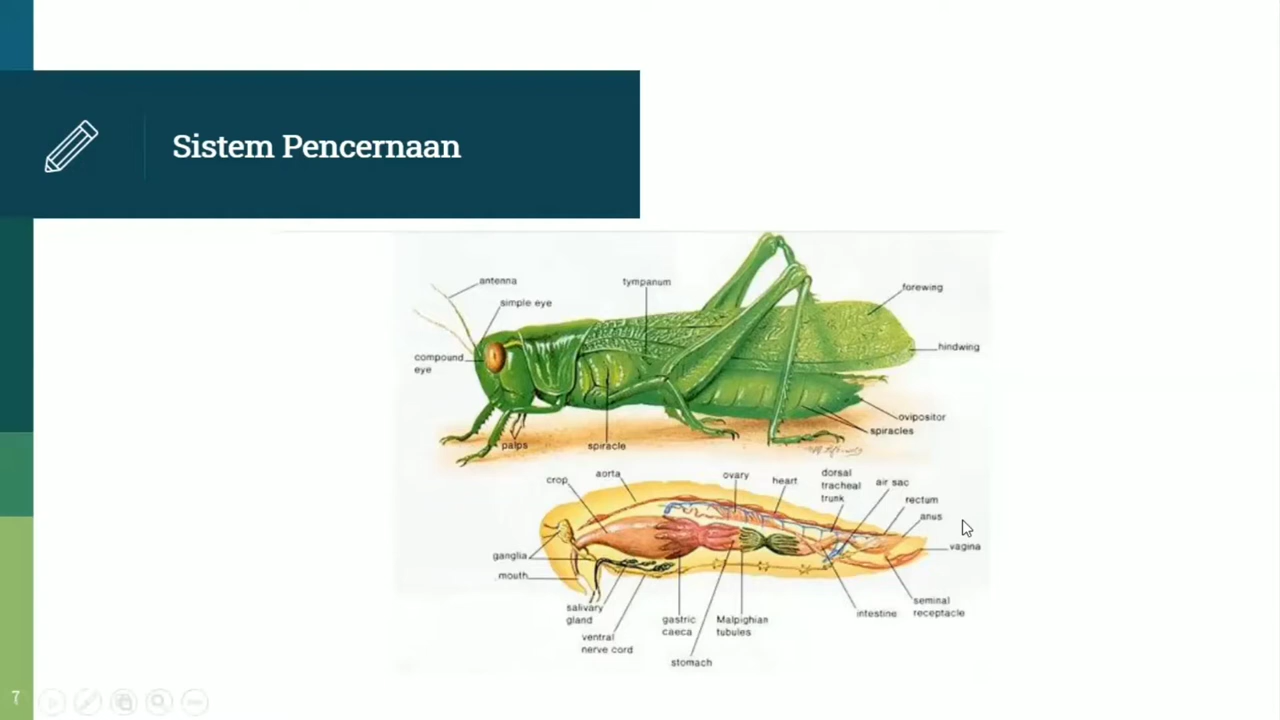 Sistem Pencernaan
antenna
tympanum
forewing
simple eye
hindwing
compound
eye
ovipositor
spiracles
palps
spiracle
crop
aorta
ovary
heart
dorsal
tracheal
trunk
air sac
rectum
anus
vagina
ganglia
mouth
salivary
gland
ventral
nerve cord
gastric
caeca
stomach
Malpighian
tubules
intestine
seminal
receptacle
7